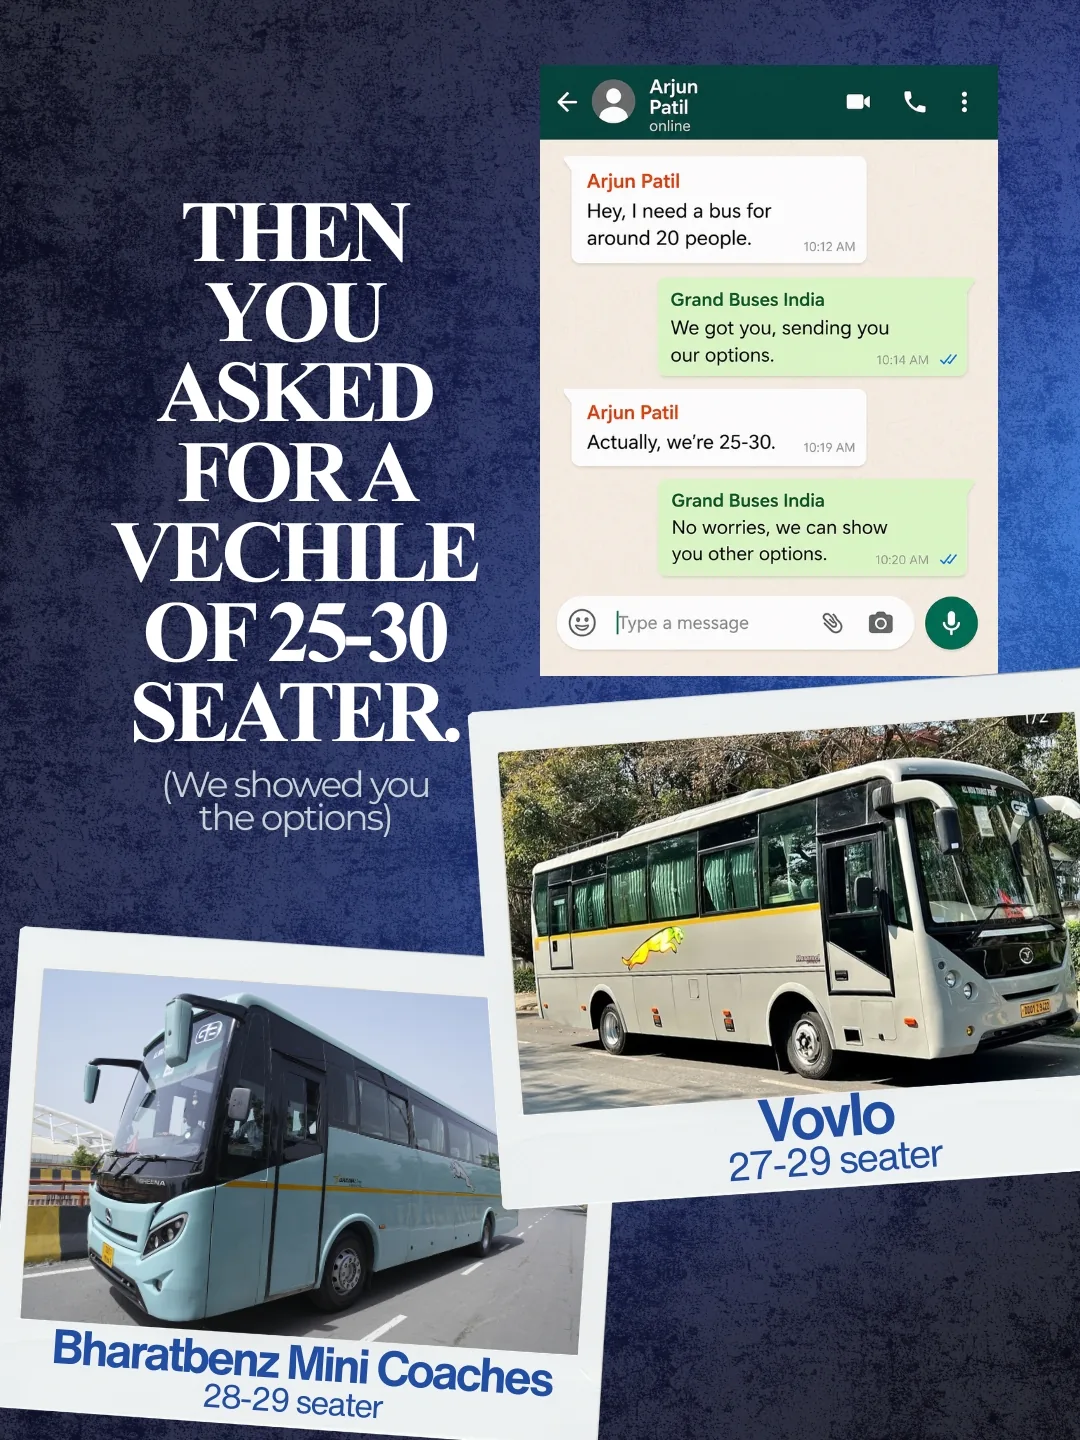 THEN
YOU
ASKED
FOR A
VECHILE
OF 25-30
SEATER.
(We showed you
the options)
Arjun
Patil
online
Arjun Patil
Hey, I need a bus for
around 20 people.
10:12 AM
Grand Buses India
We got you, sending you
our options.
10:14 AM
Arjun Patil
Actually, we're 25-30.
10:19 AM
Grand Buses India
No worries, we can show
you other options.
10:20 AM
Type a message
1/2
Vovlo
27-29 seater
Bharatbenz Mini Coaches
28-29 seater